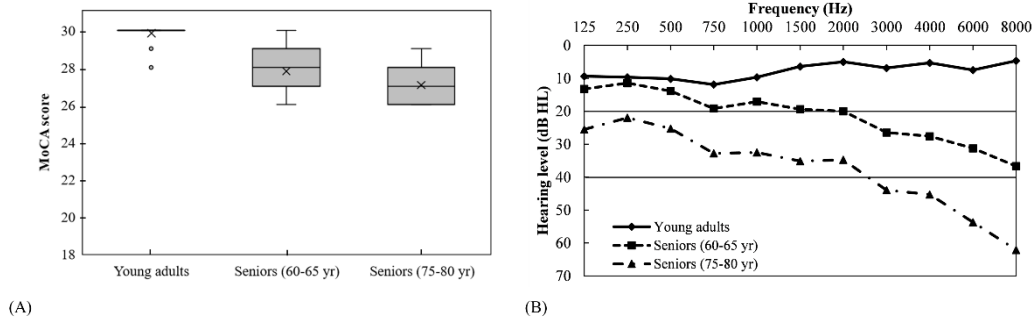 MoCA score
30
28
26
24
22
20
18
Young adults
Seniors (60-65 yr)
Seniors (75-80 yr)
(A)
Frequency (Hz)
125 250 500 750 1000 1500 2000 3000 4000 6000 8000
Hearing level (dB HL)
0
10
20
30
40
50
60
70
Young adults
Seniors (60-65 yr)
Seniors (75-80 yr)
(B)